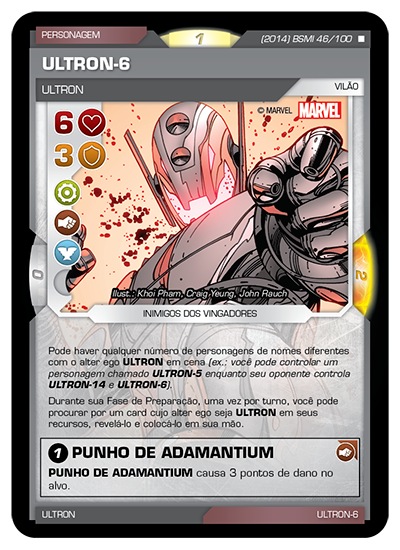 PERSONAGEM
1
(2014) BSMI 46/100
ULTRON-6
ULTRON
VILÃO
© MARVEL MARVEL
6
3
0
2
Ilust.: Khoi Pham, Craig Yeung, John Rauch
INIMIGOS DOS VINGADORES
Pode haver qualquer número de personagens de nomes diferentes
com o alter ego ULTRON em cena (ex.: você pode controlar um
personagem chamado ULTRON-5 enquanto seu oponente controla
ULTRON-14 e ULTRON-6).
Durante sua Fase de Preparação, uma vez por turno, você pode
procurar por um card cujo alter ego seja ULTRON em seus
recursos, revelá-lo e colocá-lo em sua mão.
1 PUNHO DE ADAMANTIUM
PUNHO DE ADAMANTIUM causa 3 pontos de dano no
alvo.
ULTRON
ULTRON-6